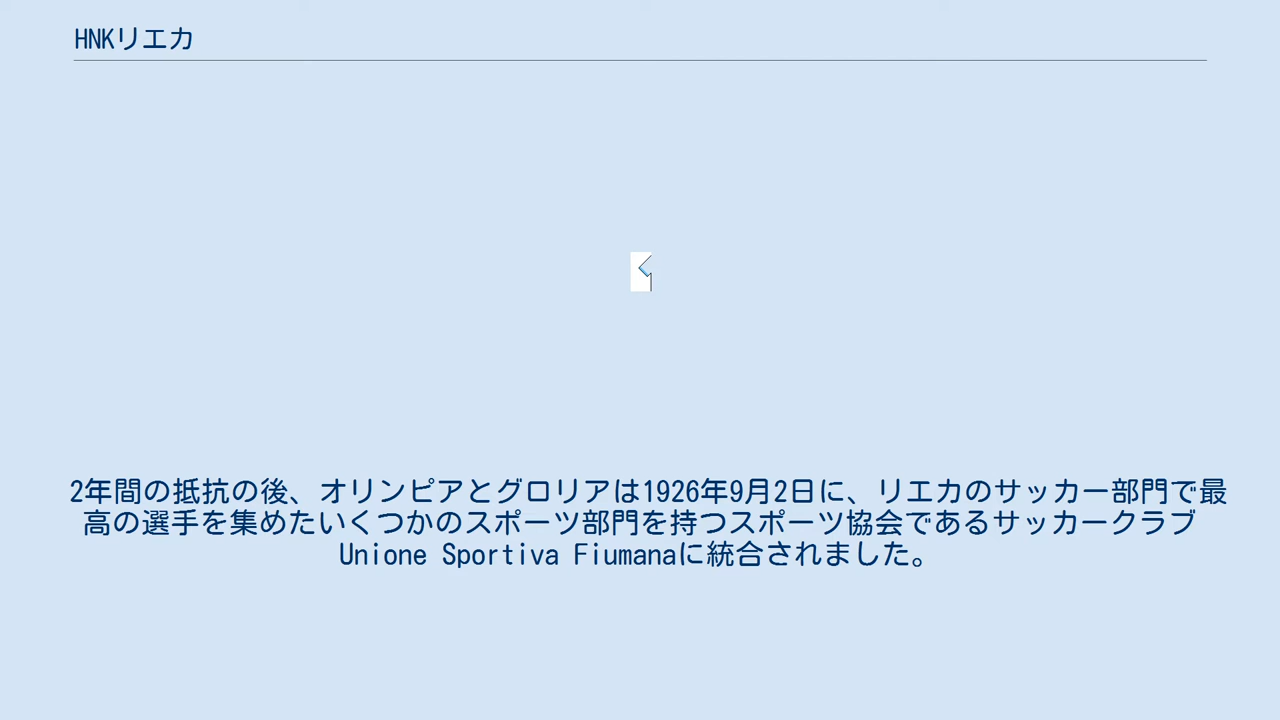 HNKリエカ
2年間の抵抗の後、オリンピアとグロリアは1926年9月2日に、リエカのサッカー部門で最
高の選手を集めたいくつかのスポーツ部門を持つスポーツ協会であるサッカークラブ
Unione Sportiva Fiumanaに統合されました。